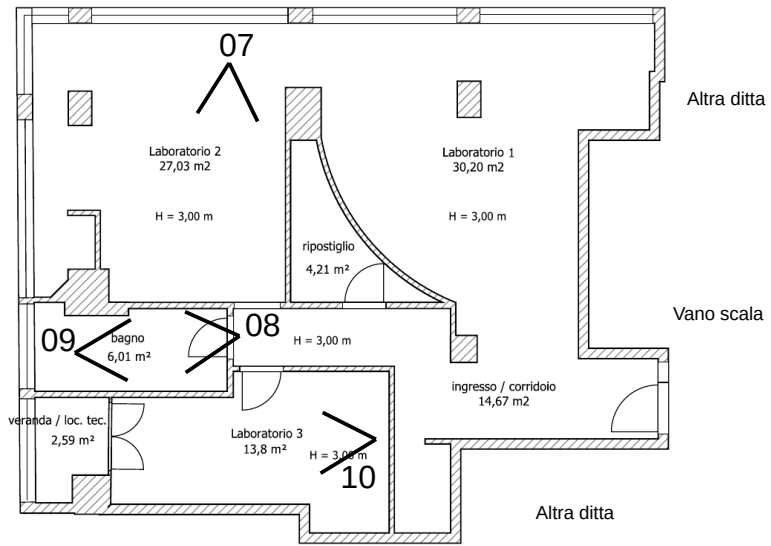 07
Altra ditta
Laboratorio 2
27,03 m2
Laboratorio 1
30,20 m2
H = 3,00 m
H = 3,00 m
ripostiglio
4,21 m²
Vano scala
09
bagno
6,01 m²
08
H = 3,00 m
ingresso / corridoio
14,67 m²
veranda / loc. tec.
2,59 m²
Laboratorio 3
13,8 m²
H = 3,00 m
10
Altra ditta